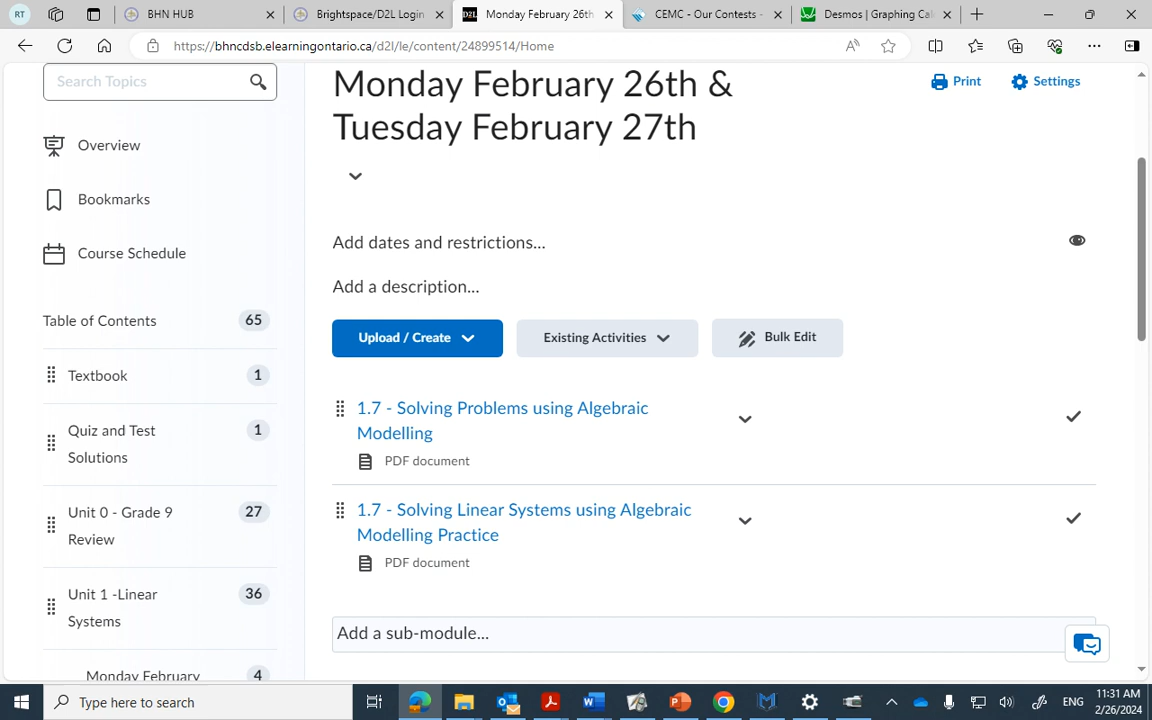 RT
BHN HUB
Brightspace/D2L Login
Monday February 26th
CEMC - Our Contests -
Desmos | Graphing Cal
https://bhncdsb.elearningontario.ca/d2l/le/content/24899514/Home
Search Topics
Overview
Bookmarks
Course Schedule
Table of Contents 65
Textbook 1
Quiz and Test 1
Solutions
Unit 0 - Grade 9 27
Review
Unit 1 -Linear 36
Systems
Monday February 4
Monday February 26th &
Tuesday February 27th
Print
Settings
Add dates and restrictions...
Add a description...
Upload / Create
Existing Activities
Bulk Edit
1.7 - Solving Problems using Algebraic
Modelling
PDF document
1.7 - Solving Linear Systems using Algebraic
Modelling Practice
PDF document
Add a sub-module...
Type here to search
ENG
11:31 AM
2/26/2024